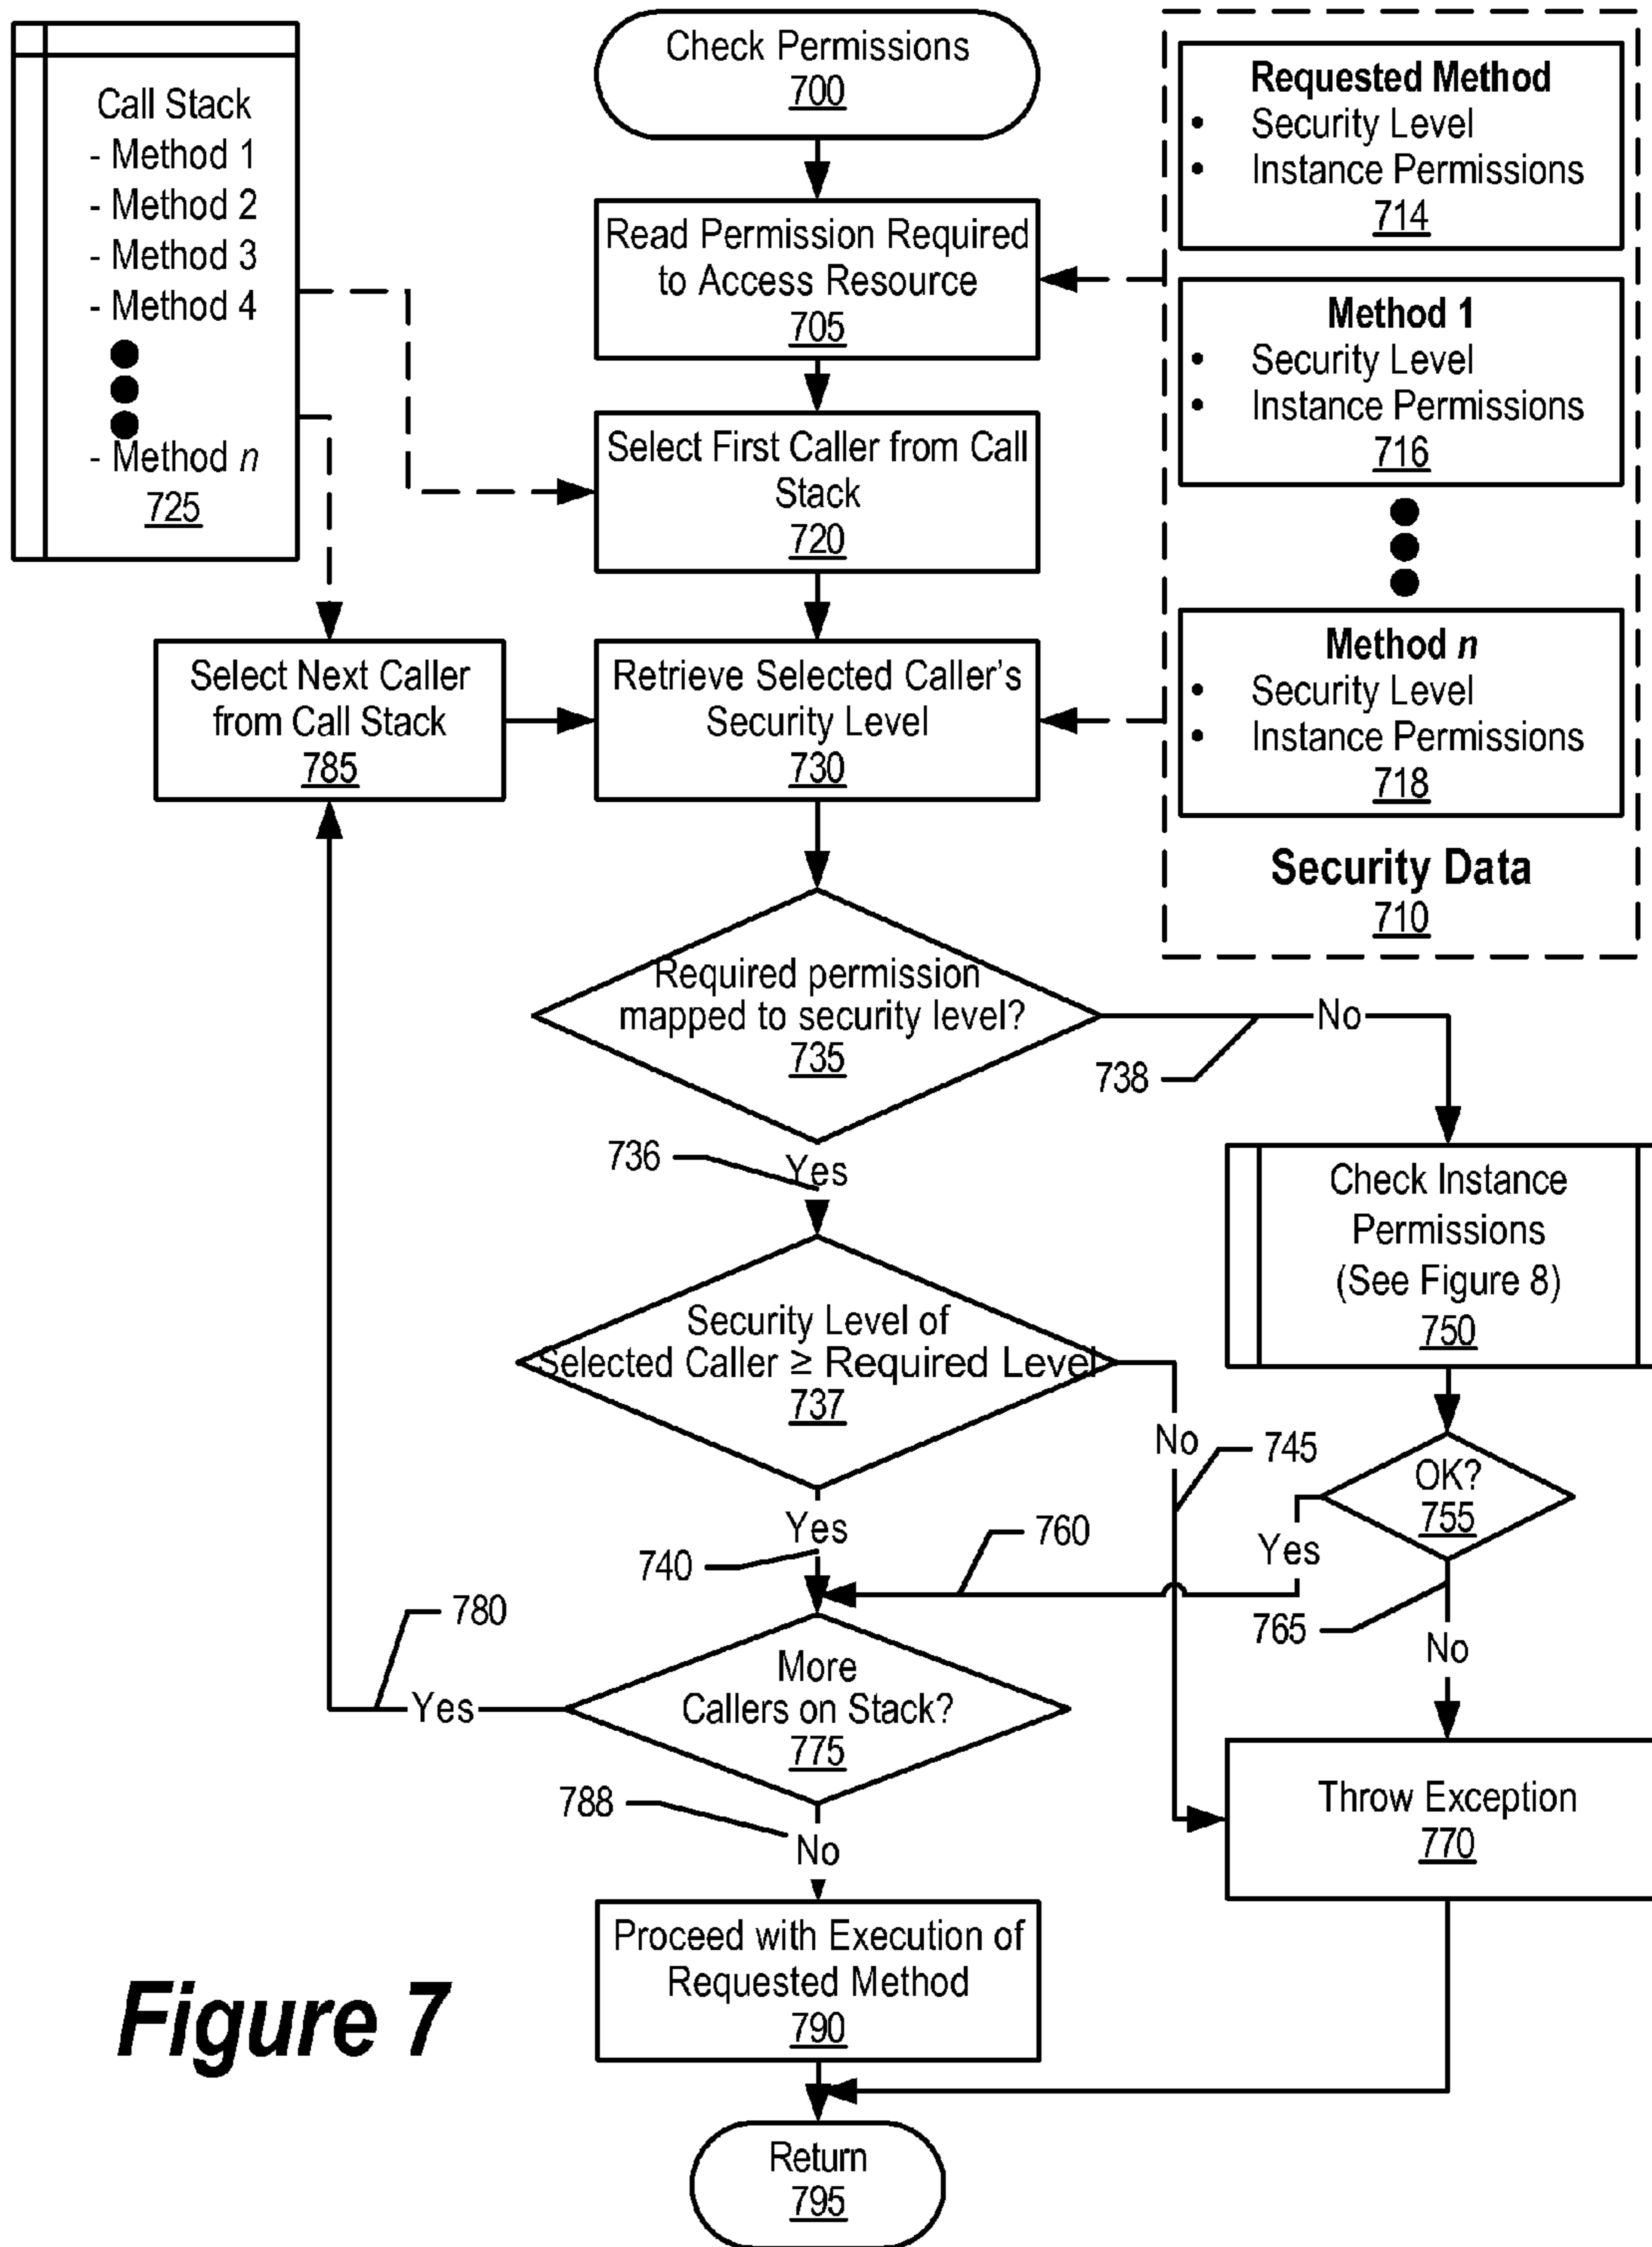 Call Stack
- Method 1
- Method 2
- Method 3
- Method 4
- Method n
725
Check Permissions
700
Requested Method
• Security Level
• Instance Permissions
714
Read Permission Required
to Access Resource
705
Method 1
• Security Level
• Instance Permissions
716
Select First Caller from Call
Stack
720
Method n
• Security Level
• Instance Permissions
718
Security Data
710
Select Next Caller
from Call Stack
785
Retrieve Selected Caller's
Security Level
730
Required permission
mapped to security level?
735
No
738
736
Yes
Check Instance
Permissions
(See Figure 8)
750
Security Level of
Selected Caller ≥ Required Level
737
No
745
OK?
755
Yes
740
760
Yes
765
No
780
More
Callers on Stack?
775
Yes
788
No
Throw Exception
770
Proceed with Execution of
Requested Method
790
Figure 7
Return
795